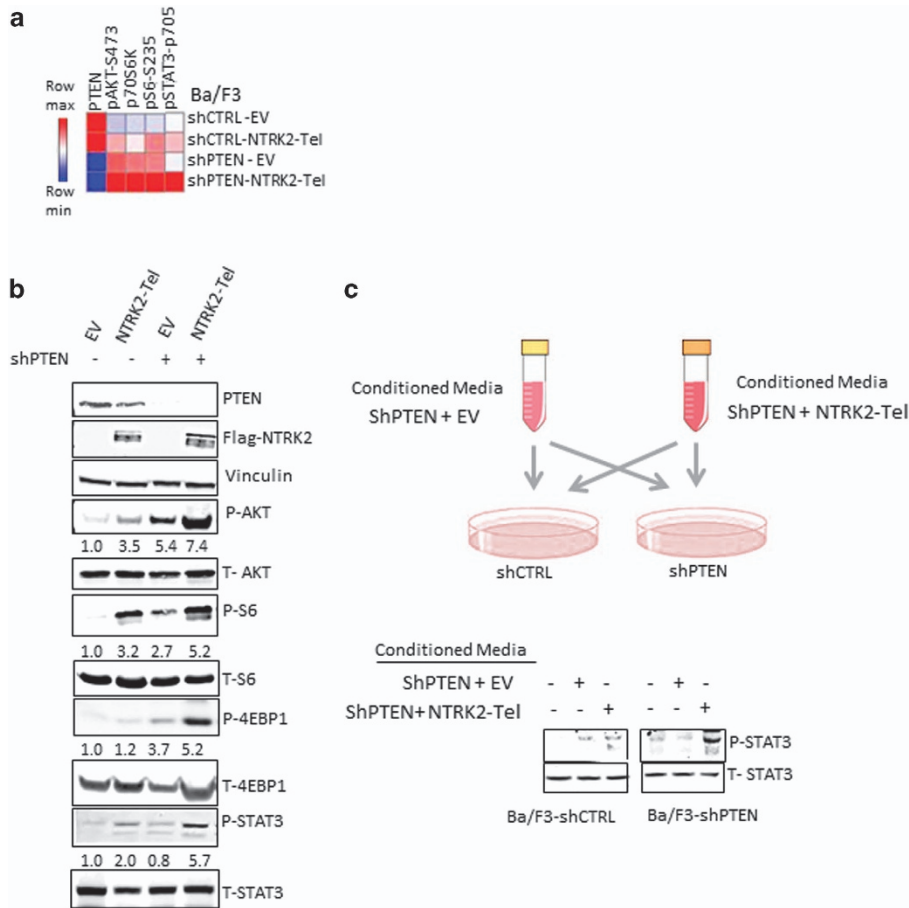 a
PTEN
pAKT-S473
p70S6K
pS6-S235
pSTAT3-p705
Row
max
Row
min
Ba/F3
shCTRL-EV
shCTRL-NTRK2-Tel
shPTEN-EV
shPTEN-NTRK2-Tel
b
EV NTRK2-Tel EV NTRK2-Tel
shPTEN - - + +
PTEN
Flag-NTRK2
Vinculin
P-AKT
1.0 3.5 5.4 7.4
T- AKT
P-S6
1.0 3.2 2.7 5.2
T-S6
P-4EBP1
1.0 1.2 3.7 5.2
T-4EBP1
P-STAT3
1.0 2.0 0.8 5.7
T-STAT3
c
Conditioned Media
ShPTEN + EV
Conditioned Media
ShPTEN + NTRK2-Tel
shCTRL
shPTEN
Conditioned Media
ShPTEN + EV - + - - + -
ShPTEN+ NTRK2-Tel - - + - - +
P-STAT3
T- STAT3
Ba/F3-shCTRL
Ba/F3-shPTEN